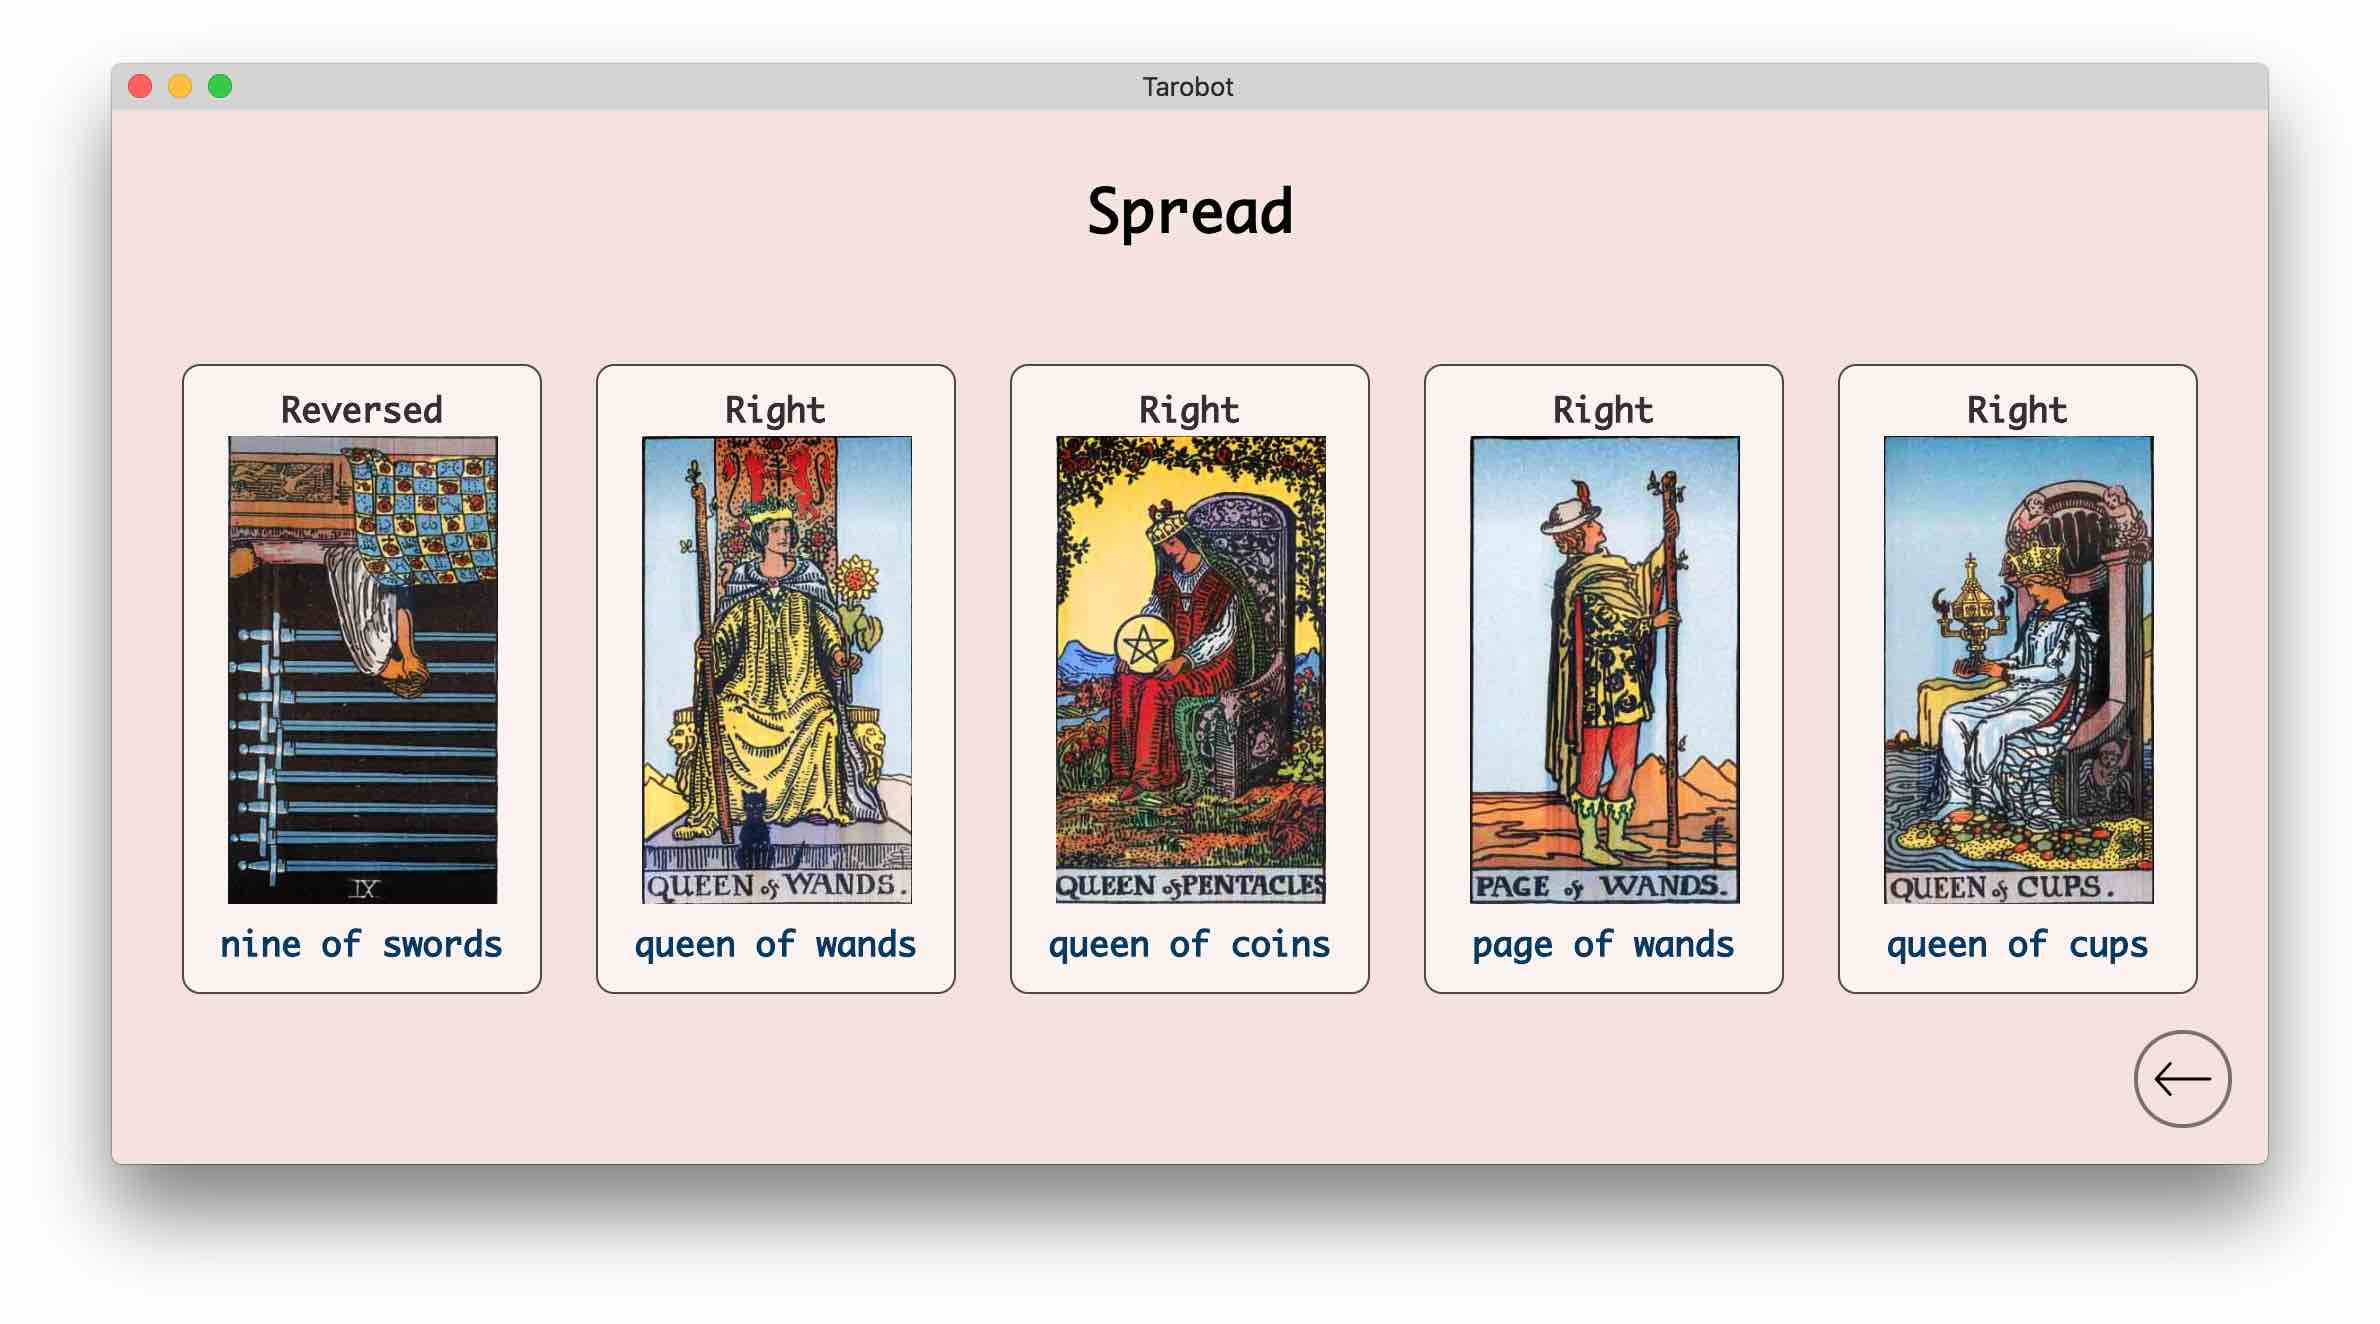 Tarobot
Spread
Reversed
IX
nine of swords
Right
QUEEN of WANDS.
queen of wands
Right
QUEEN of PENTACLES
queen of coins
Right
PAGE of WANDS.
page of wands
Right
QUEEN of CUPS.
queen of cups